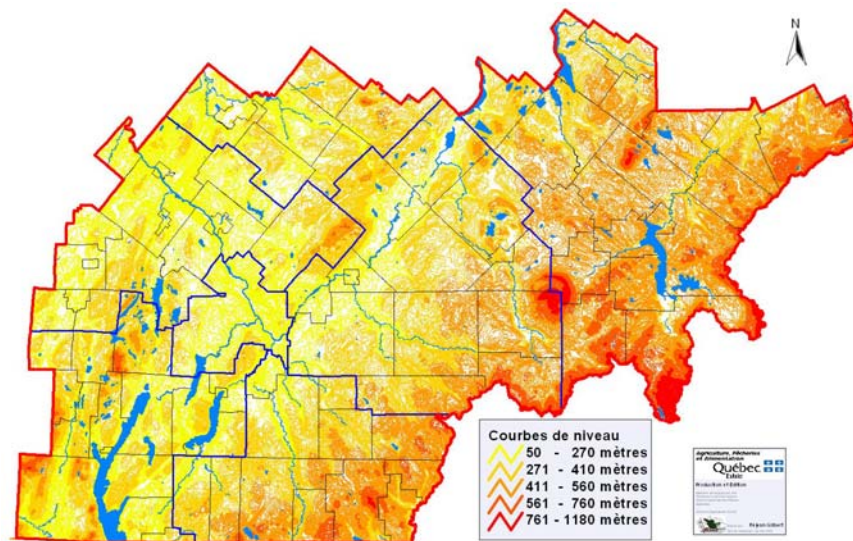 N
Courbes de niveau
50 - 270 mètres
271 - 410 mètres
411 - 560 mètres
561 - 760 mètres
761 - 1180 mètres
Agriculture, Pêcheries
et Alimentation
Québec
Estrie